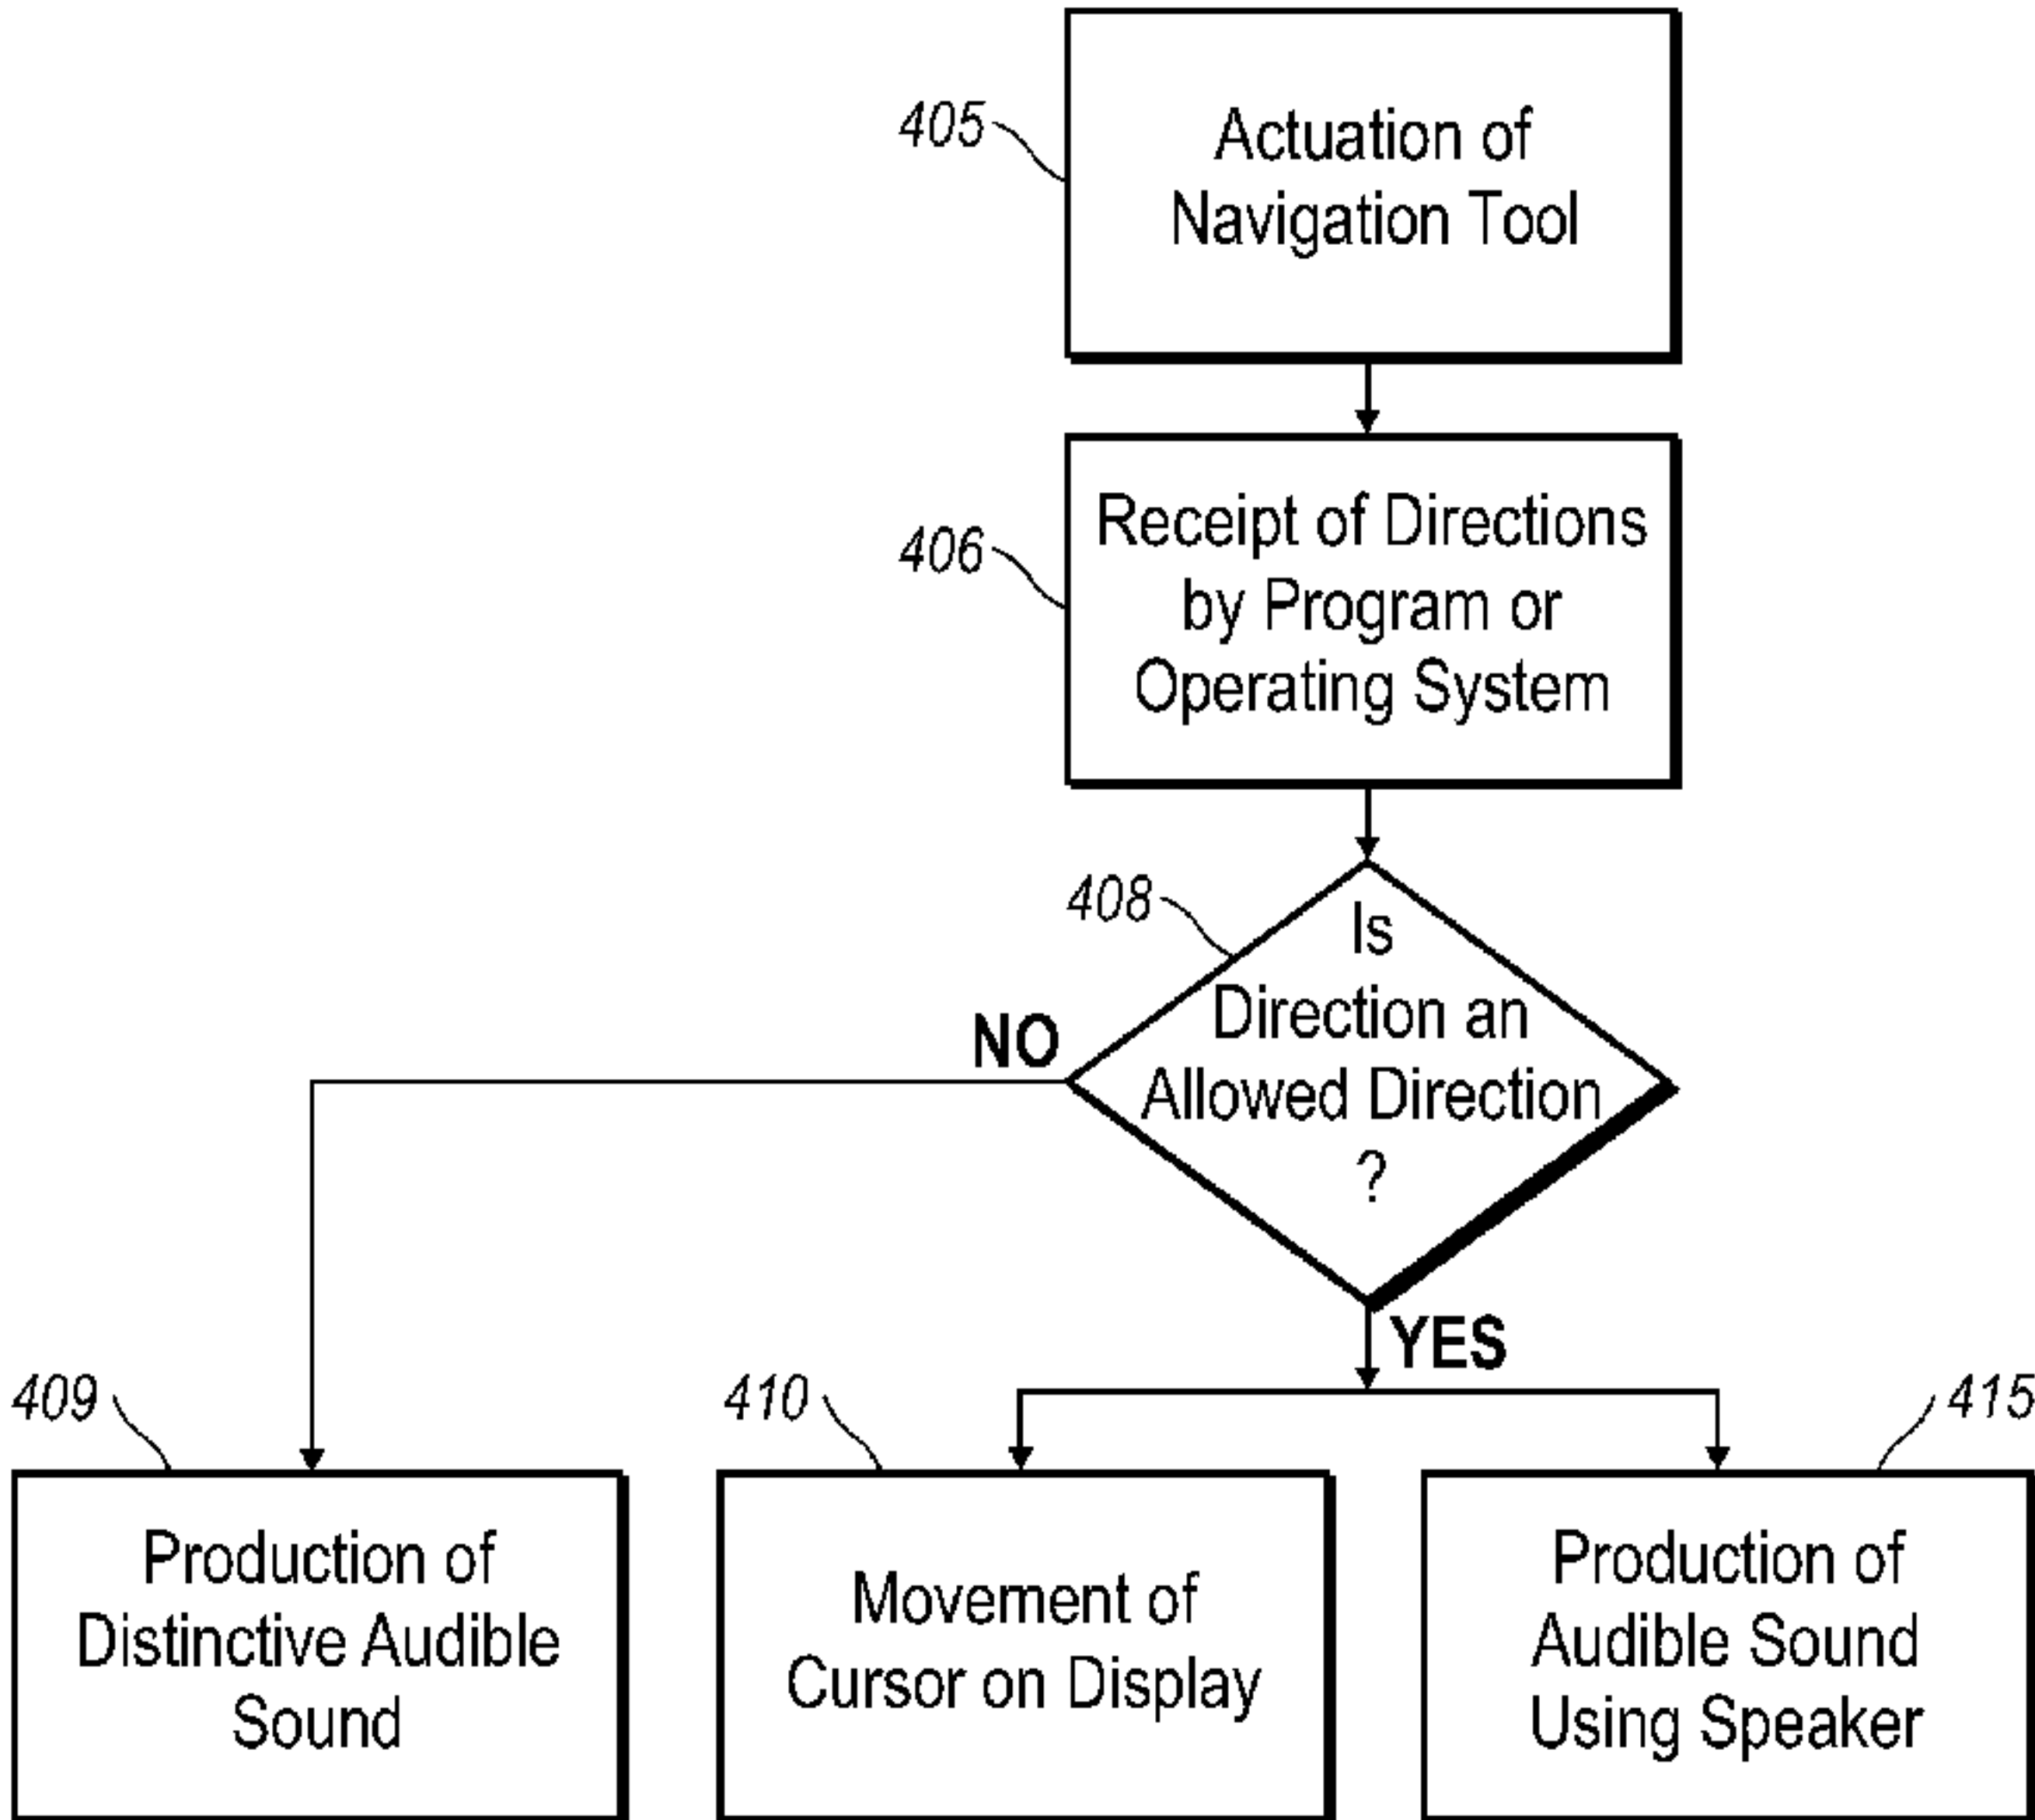 405
Actuation of
Navigation Tool
406
Receipt of Directions
by Program or
Operating System
408
Is
Direction an
Allowed Direction
?
NO
YES
409
Production of
Distinctive Audible
Sound
410
Movement of
Cursor on Display
415
Production of
Audible Sound
Using Speaker